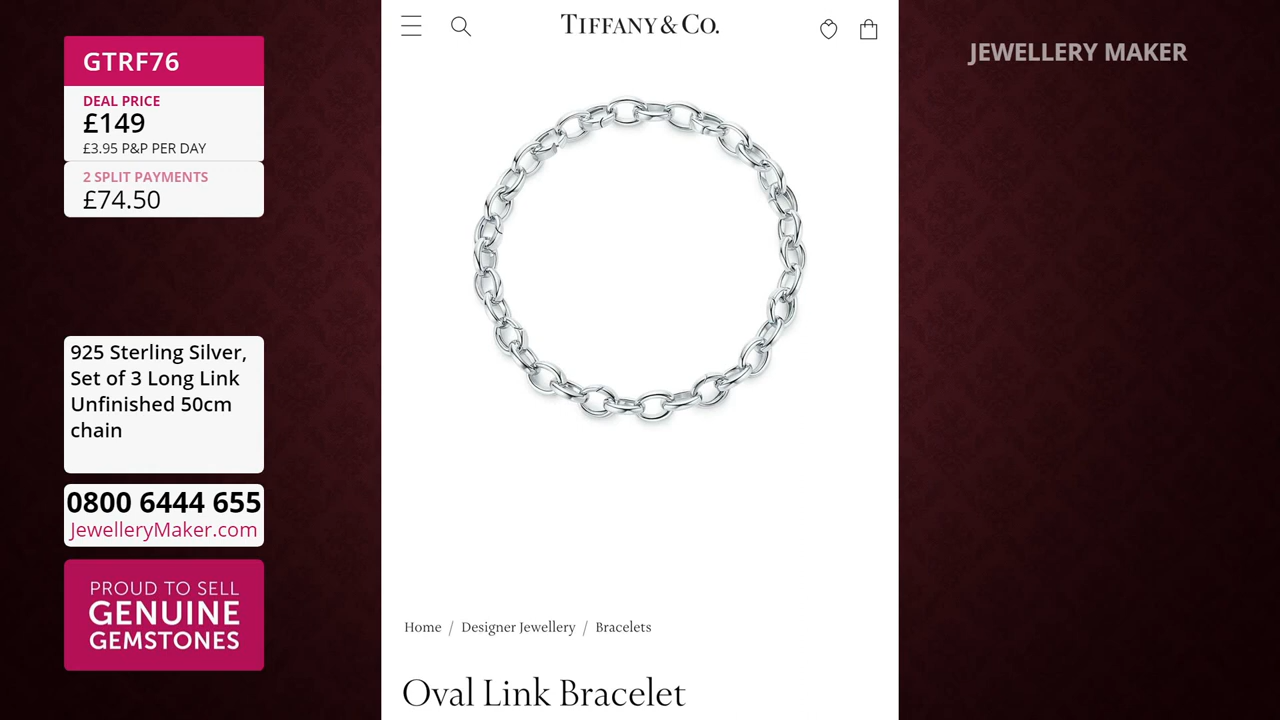 GTRF76
DEAL PRICE
£149
£3.95 P&P PER DAY
2 SPLIT PAYMENTS
£74.50
925 Sterling Silver,
Set of 3 Long Link
Unfinished 50cm
chain
0800 6444 655
JewelleryMaker.com
PROUD TO SELL
GENUINE
GEMSTONES
TIFFANY & CO.
Home / Designer Jewellery / Bracelets
Oval Link Bracelet
JEWELLERY MAKER